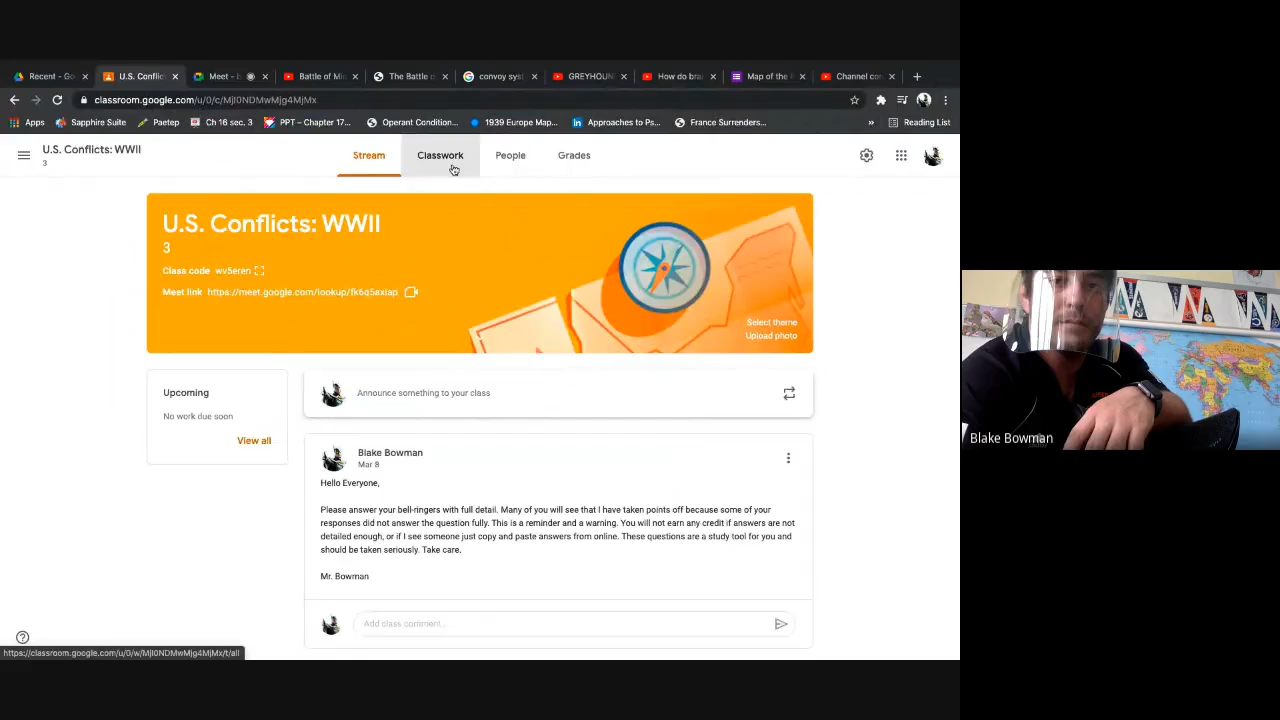 Recent - Go
U.S. Conflic
Meet - b
Battle of Mi
The Battle o
convoy sys
GREYHOUN
How do bra
Map of the A
Channel con
classroom.google.com/u/0/c/MjI0NDMwMjg4MjMx
Apps
Sapphire Suite
Paetep
Ch 16 sec. 3
PPT – Chapter 17...
Operant Condition...
1939 Europe Map...
Approaches to Ps...
France Surrenders...
»
Reading List
U.S. Conflicts: WWII
3
Stream
Classwork
People
Grades
U.S. Conflicts: WWII
3
Class code wv5eren
Meet link https://meet.google.com/lookup/fk6q5axiap
Select theme
Upload photo
Upcoming
No work due soon
View all
Announce something to your class
Blake Bowman
Mar 8
Hello Everyone,
Please answer your bell-ringers with full detail. Many of you will see that I have taken points off because some of your
responses did not answer the question fully. This is a reminder and a warning. You will not earn any credit if answers are not
detailed enough, or if I see someone just copy and paste answers from online. These questions are a study tool for you and
should be taken seriously. Take care.
Mr. Bowman
Add class comment...
https://classroom.google.com/u/0/w/MjI0NDMwMjg4MjMx/t/all
Blake Bowman